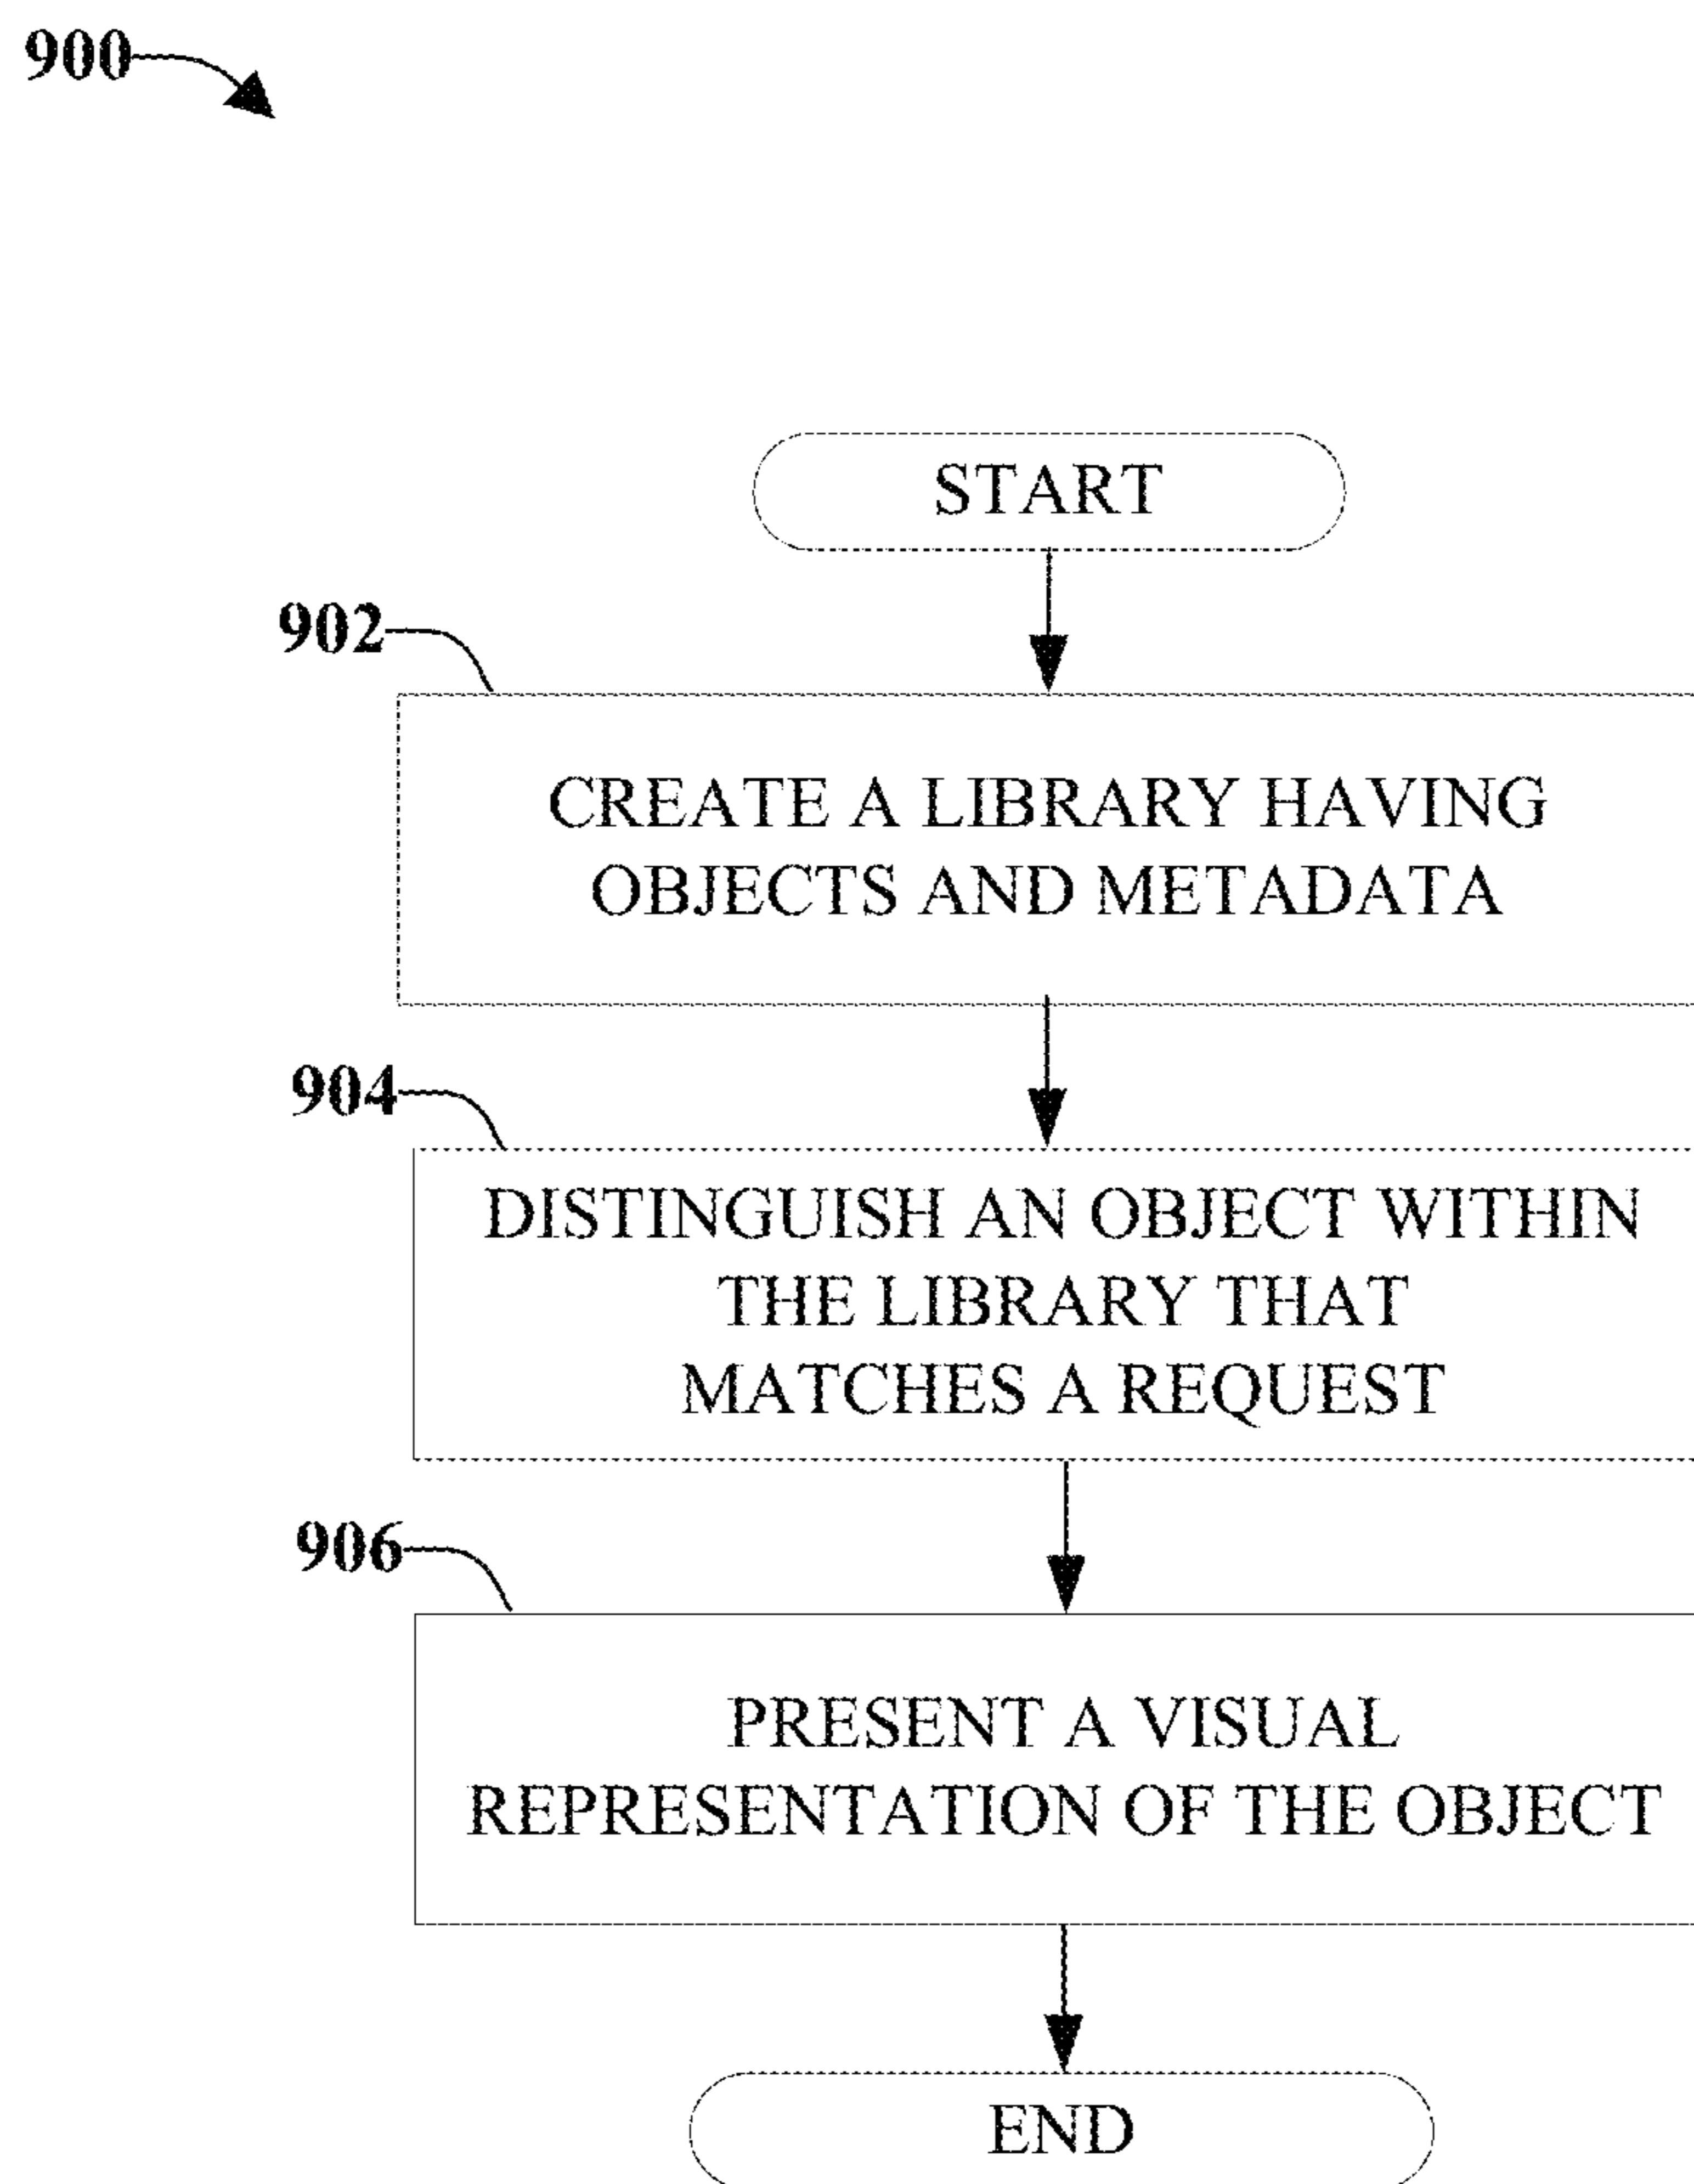 900
START
902
CREATE A LIBRARY HAVING
OBJECTS AND METADATA
904
DISTINGUISH AN OBJECT WITHIN
THE LIBRARY THAT
MATCHES A REQUEST
906
PRESENT A VISUAL
REPRESENTATION OF THE OBJECT
END